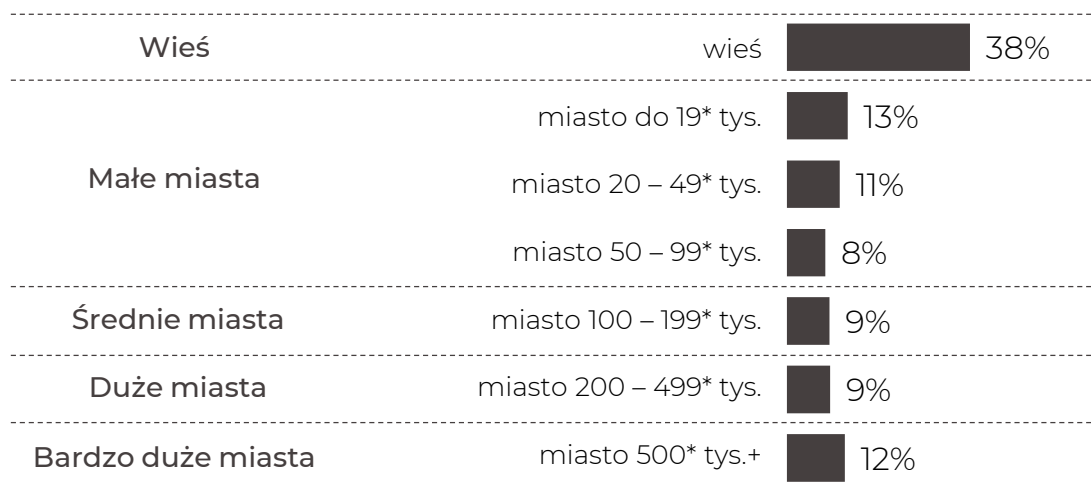 Wieś wieś 38%
miasto do 19* tys. 13%
Małe miasta miasto 20 – 49* tys. 11%
miasto 50 – 99* tys. 8%
Średnie miasta miasto 100 – 199* tys. 9%
Duże miasta miasto 200 – 499* tys. 9%
Bardzo duże miasta miasto 500* tys.+ 12%